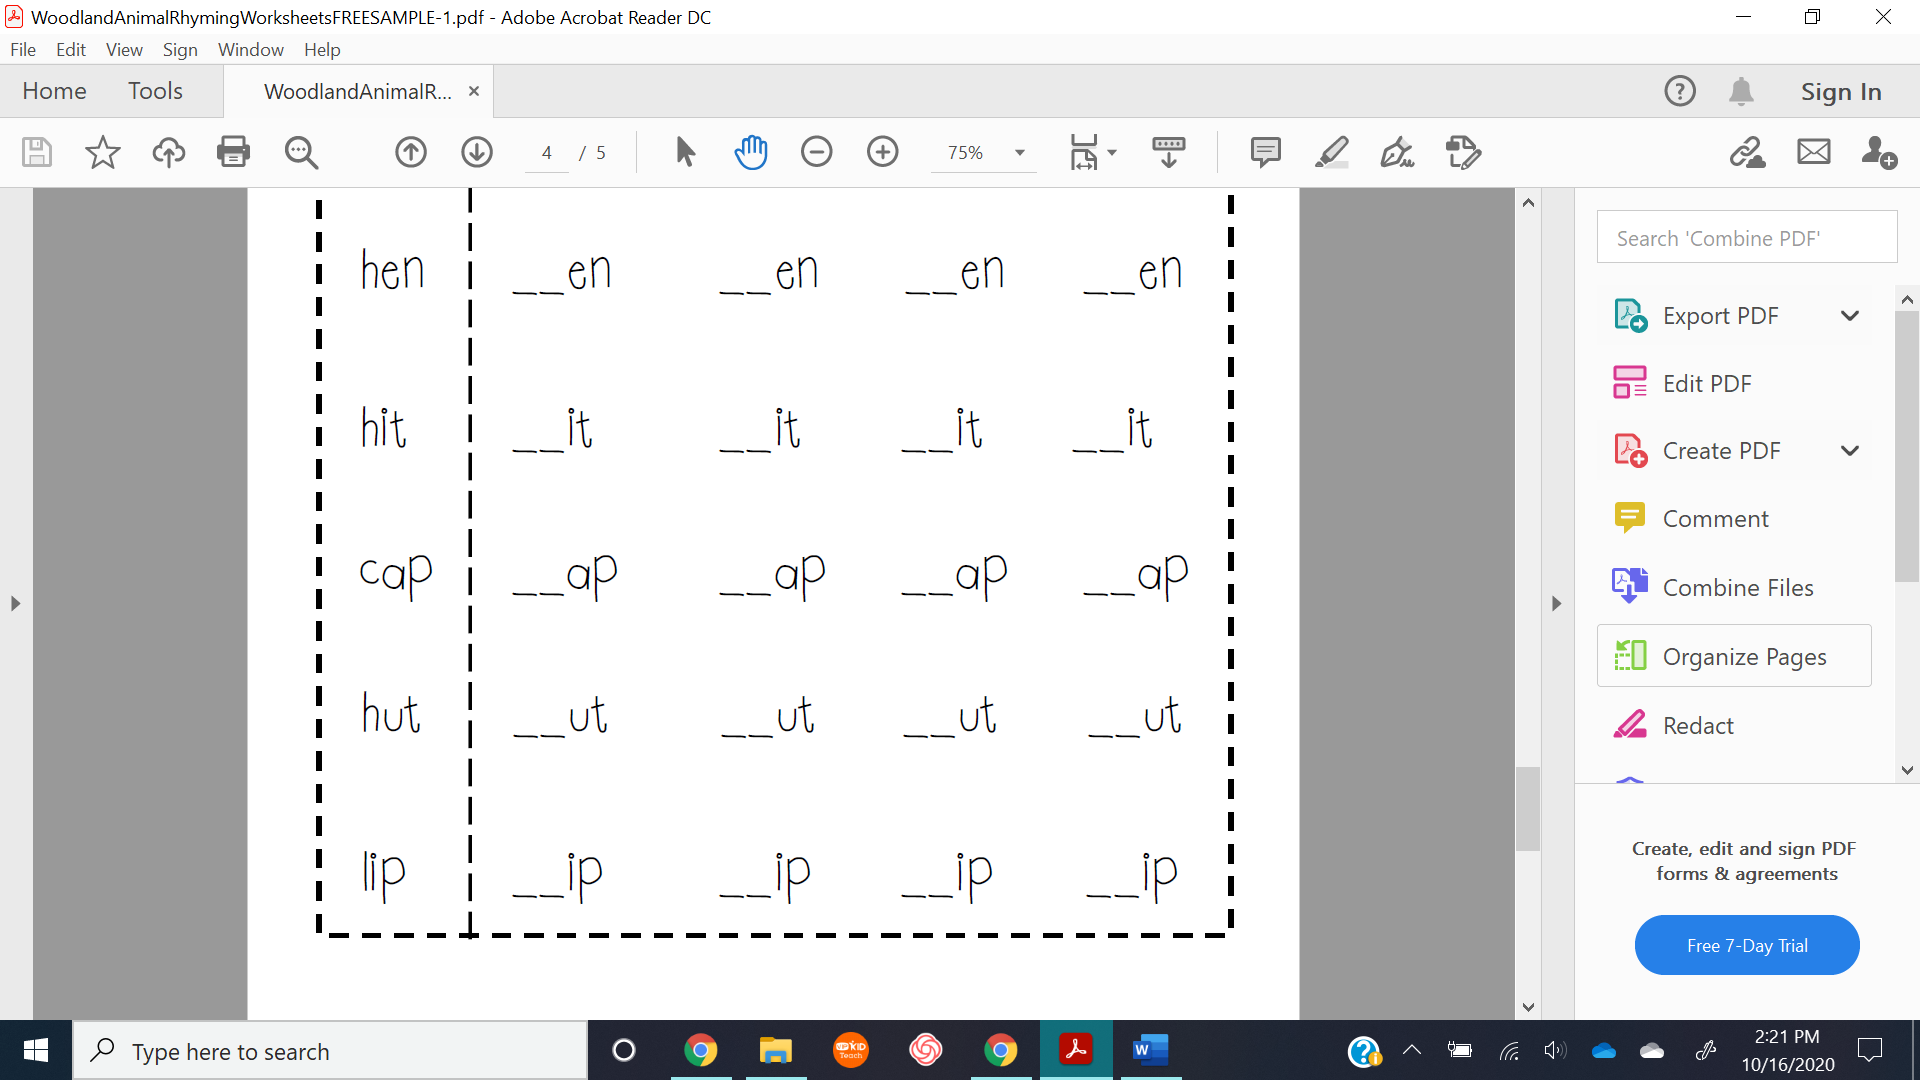 WoodlandAnimalRhymingWorksheetsFREESAMPLE-1.pdf - Adobe Acrobat Reader DC
File Edit View Sign Window Help
Home Tools WoodlandAnimalR... × Sign In
4 / 5 75%
hen __en __en __en __en
hit __it __it __it __it
cap __ap __ap __ap __ap
hut __ut __ut __ut __ut
lip __ip __ip __ip __ip
Search 'Combine PDF'
Export PDF
Edit PDF
Create PDF
Comment
Combine Files
Organize Pages
Redact
Create, edit and sign PDF
forms & agreements
Free 7-Day Trial
Type here to search
VIPKID
Teach
2:21 PM
10/16/2020